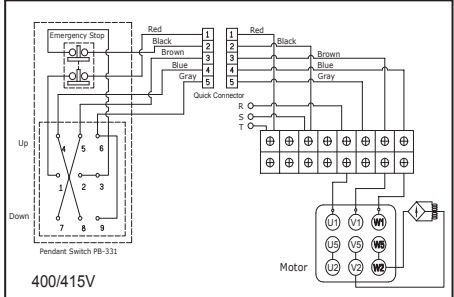 Emergency Stop
Red
Black
Brown
Blue
Gray
1
2
3
4
5
1
2
3
4
5
Quick Connector
Red
Black
Brown
Blue
Gray
R
S
T
Up
4 5 6
1 2 3
Down
7 8 9
Pendant Switch PB-331
U1 V1 W1
U5 V5 W5
U2 V2 W2
Motor
400/415V